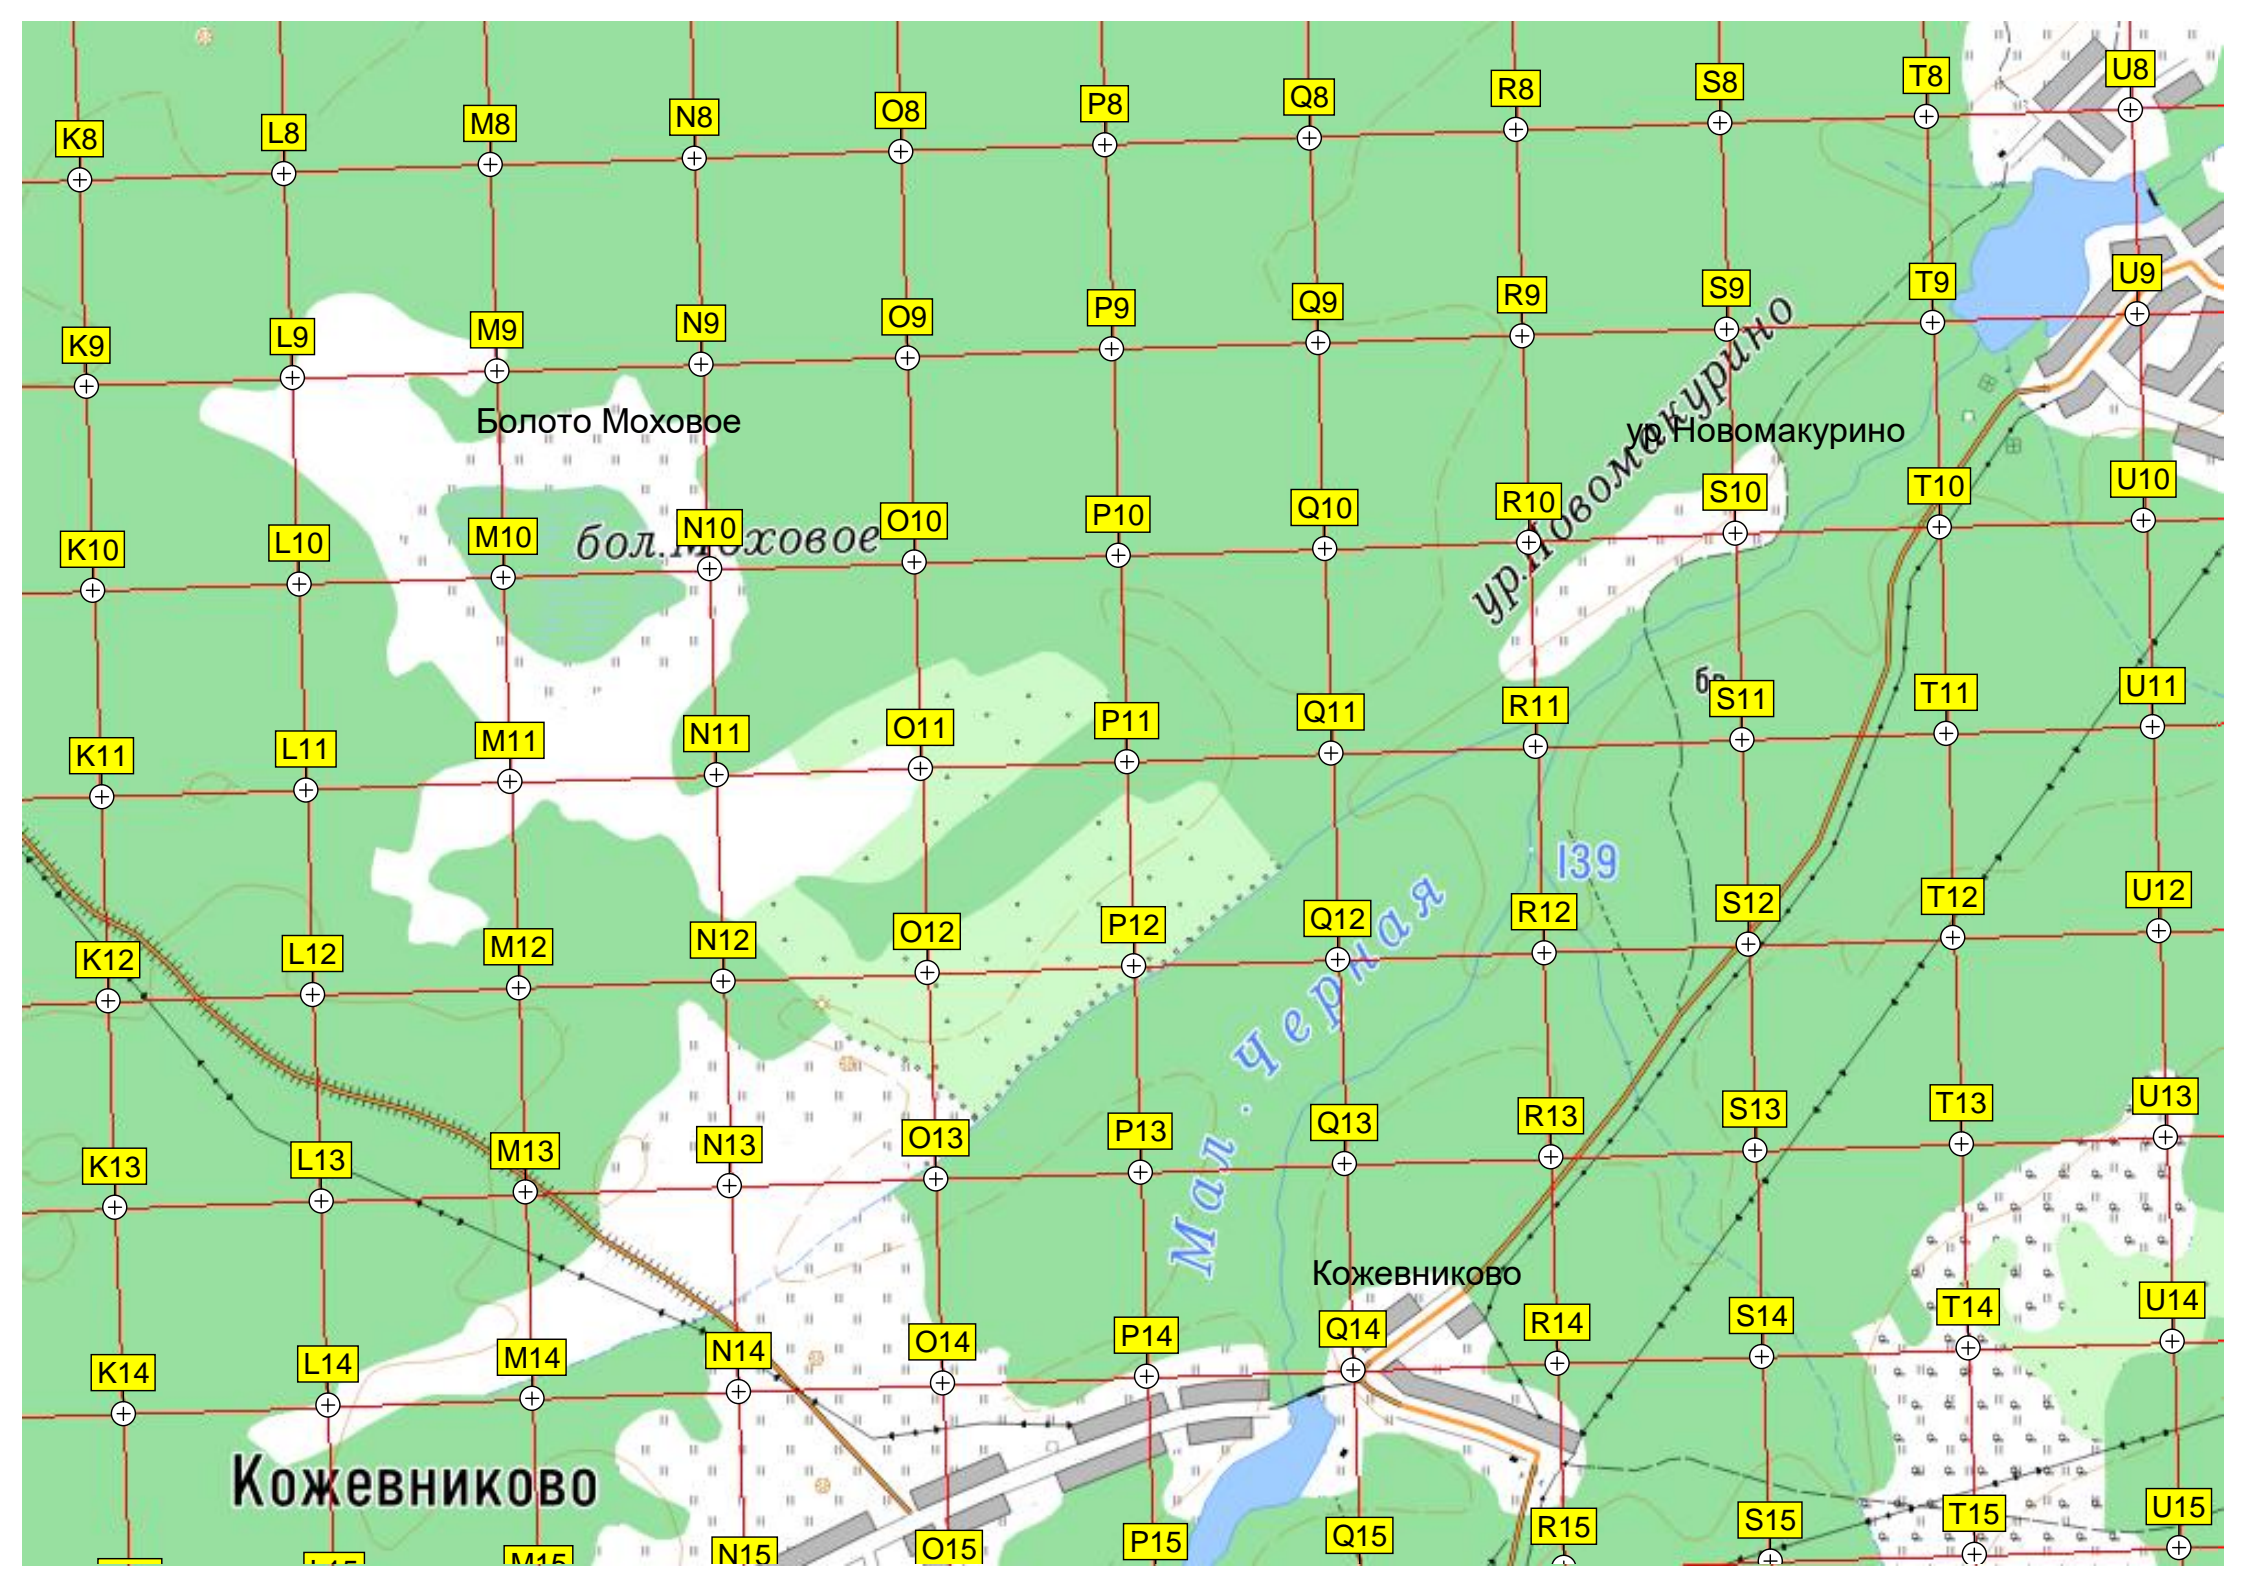 K8 L8 M8 N8 O8 P8 Q8 R8 S8 T8 U8
K9 L9 M9 N9 O9 P9 Q9 R9 S9 T9 U9
Болото Моховое
ур. Новомакурино
ур.Новомакурино
K10 L10 M10 N10 O10 P10 Q10 R10 S10 T10 U10
бол.Моховое
бр.
K11 L11 M11 N11 O11 P11 Q11 R11 S11 T11 U11
139
K12 L12 M12 N12 O12 P12 Q12 R12 S12 T12 U12
Мал. Черная
K13 L13 M13 N13 O13 P13 Q13 R13 S13 T13 U13
Кожевниково
K14 L14 M14 N14 O14 P14 Q14 R14 S14 T14 U14
Кожевниково
L15 M15 N15 O15 P15 Q15 R15 S15 T15 U15